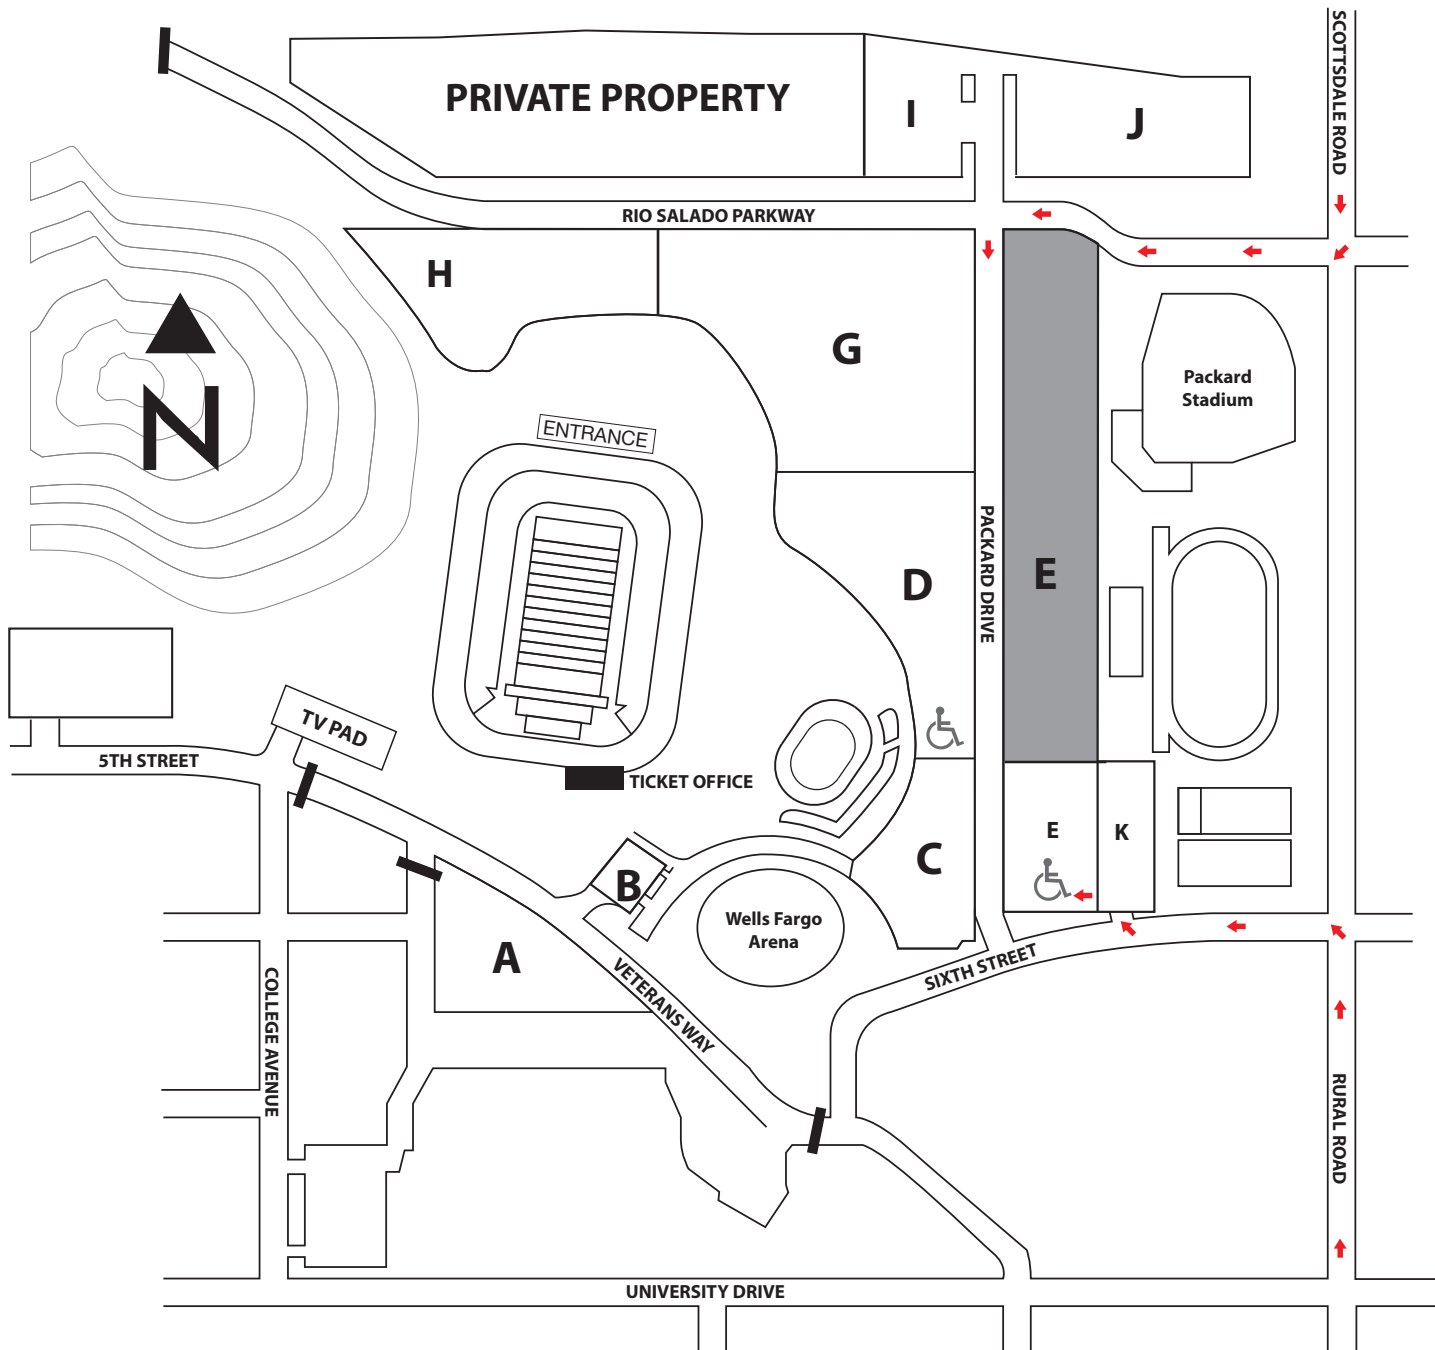 SCOTTSDALE ROAD
PRIVATE PROPERTY
I
J
RIO SALADO PARKWAY
H
G
N
Packard
Stadium
ENTRANCE
PACKARD DRIVE
D
E
TV PAD
5TH STREET
TICKET OFFICE
E
K
C
B
Wells Fargo
Arena
A
SIXTH STREET
VETERANS WAY
COLLEGE AVENUE
RURAL ROAD
UNIVERSITY DRIVE